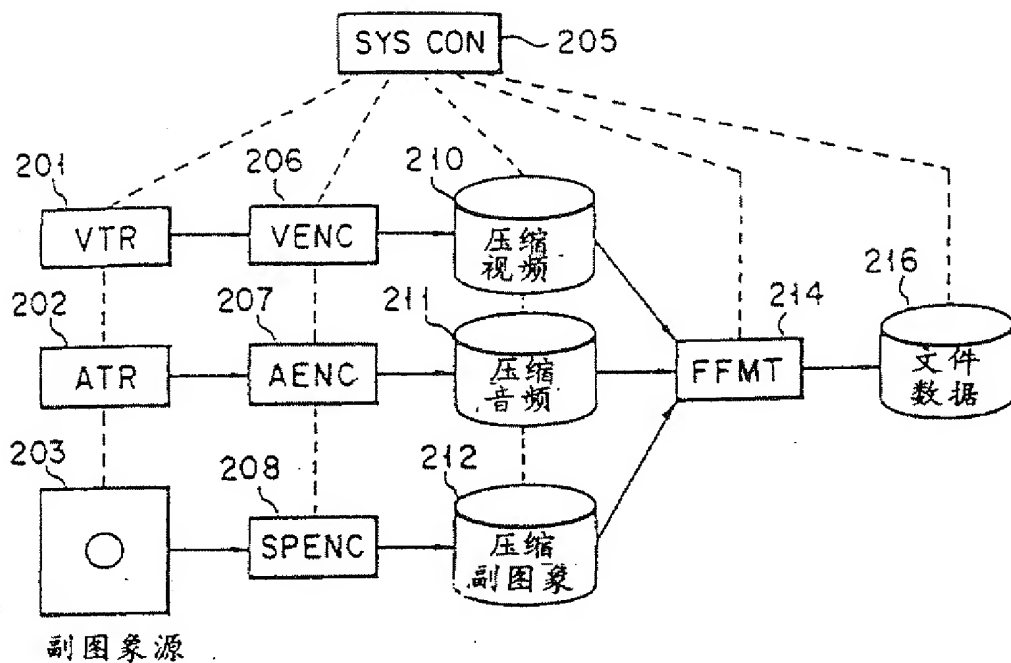 SYS CON
205
201
206
210
VTR
VENC
压缩
视频
202
207
211
214
216
ATR
AENC
压缩
音频
FFMT
文件
数据
203
208
212
SPENC
压缩
副图象
副图象源